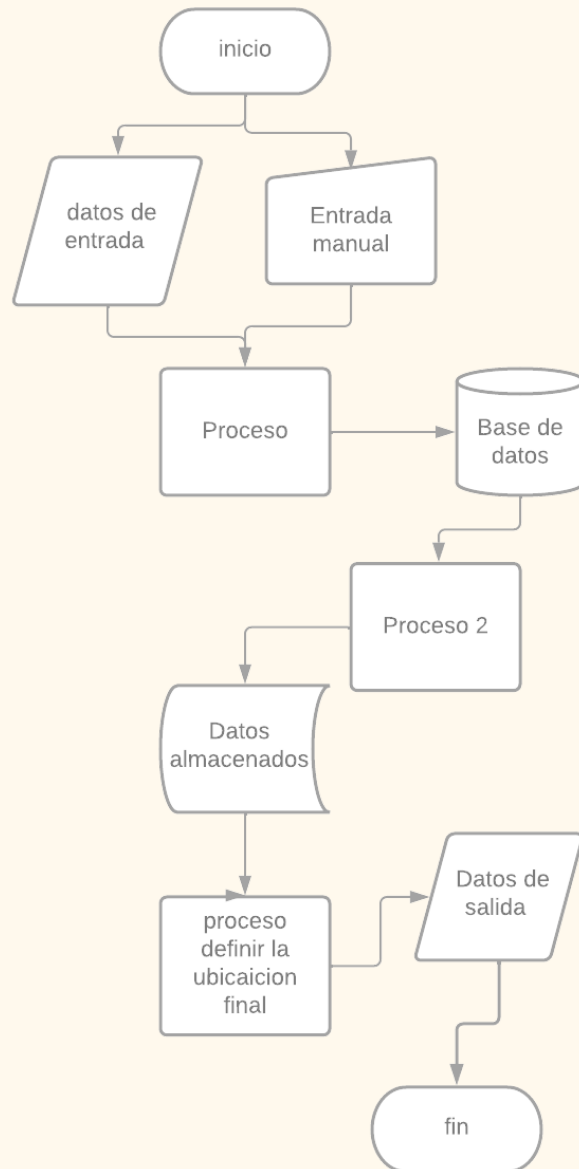 inicio
datos de
entrada
Entrada
manual
Proceso
Base de
datos
Proceso 2
Datos
almacenados
proceso
definir la
ubicaicion
final
Datos de
salida
fin